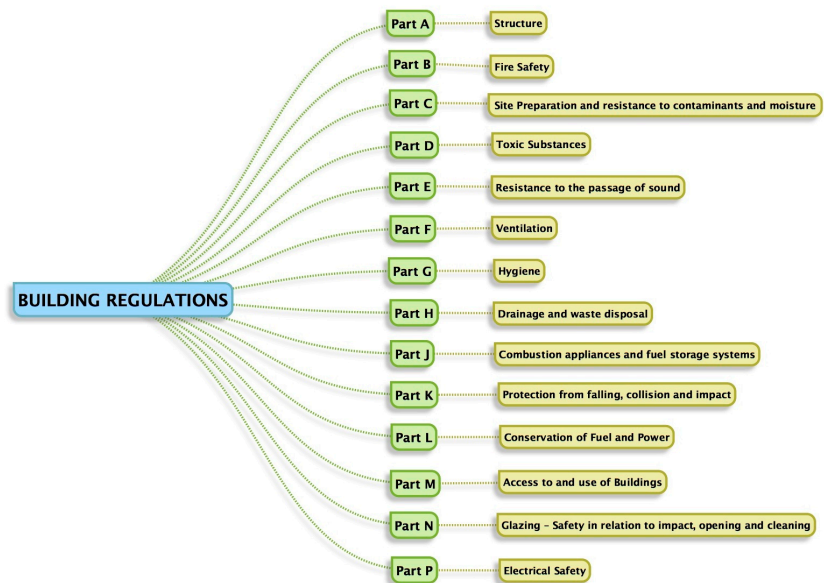 Part A Structure
Part B Fire Safety
Part C Site Preparation and resistance to contaminants and moisture
Part D Toxic Substances
Part E Resistance to the passage of sound
Part F Ventilation
Part G Hygiene
BUILDING REGULATIONS
Part H Drainage and waste disposal
Part J Combustion appliances and fuel storage systems
Part K Protection from falling, collision and impact
Part L Conservation of Fuel and Power
Part M Access to and use of Buildings
Part N Glazing – Safety in relation to impact, opening and cleaning
Part P Electrical Safety